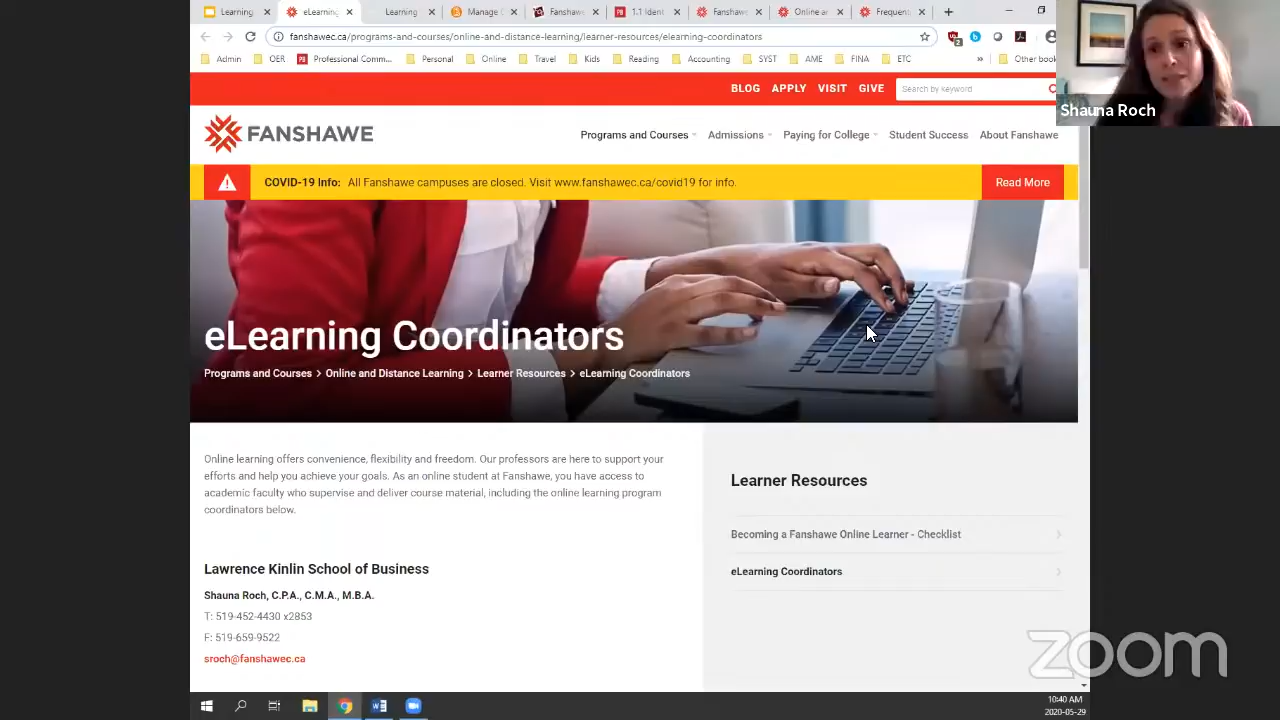 Learning
eLearning
Learning
Manage C
Fanshawe
1.1 Ident
Fanshawe
Online an
Frequent
fanshawec.ca/programs-and-courses/online-and-distance-learning/learner-resources/elearning-coordinators
Admin OER Professional Comm... Personal Online Travel Kids Reading Accounting SYST AME FINA ETC » Other book
BLOG APPLY VISIT GIVE Search by Keyword
Shauna Roch
FANSHAWE
Programs and Courses Admissions Paying for College Student Success About Fanshawe
COVID-19 Info: All Fanshawe campuses are closed. Visit www.fanshawec.ca/covid19 for info. Read More
eLearning Coordinators
Programs and Courses > Online and Distance Learning > Learner Resources > eLearning Coordinators
Online learning offers convenience, flexibility and freedom. Our professors are here to support your
efforts and help you achieve your goals. As an online student at Fanshawe, you have access to
academic faculty who supervise and deliver course material, including the online learning program
coordinators below.
Lawrence Kinlin School of Business
Shauna Roch, C.P.A., C.M.A., M.B.A.
T: 519-452-4430 x2853
F: 519-659-9522
sroch@fanshawec.ca
Learner Resources
Becoming a Fanshawe Online Learner - Checklist
eLearning Coordinators
zoom
10:40 AM
2020-05-29